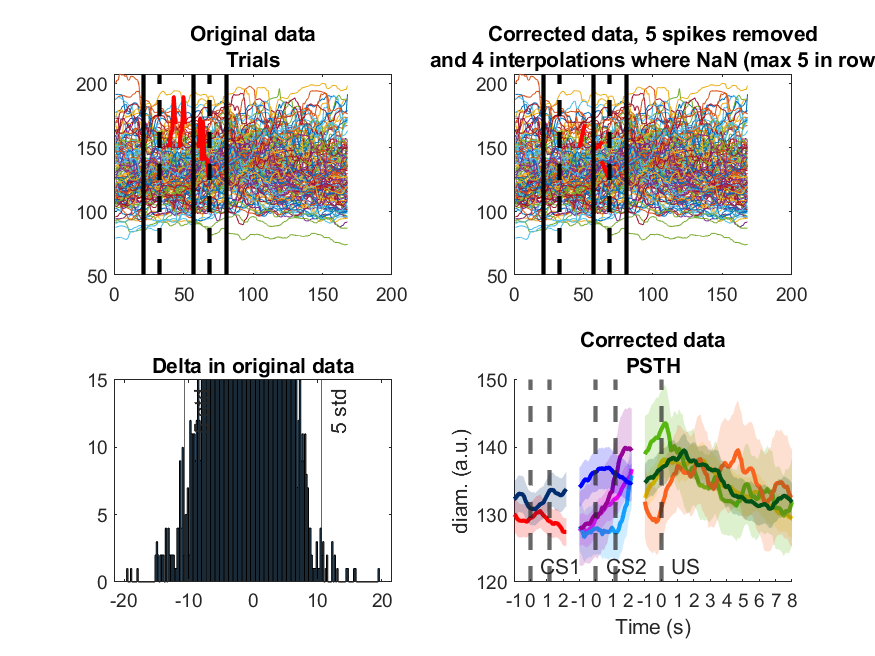 Original data
Trials
200
150
100
50
0 50 100 150 200
Corrected data, 5 spikes removed
and 4 interpolations where NaN (max 5 in row
200
150
100
50
0 50 100 150 200
Delta in original data
15
10
5
0
-20 -10 0 10 20
5 std
Corrected data
PSTH
150
140
130
120
diam. (a.u.)
CS1 CS2 US
-1 0 1 2 -1 0 1 2 -1 0 1 2 3 4 5 6 7 8
Time (s)